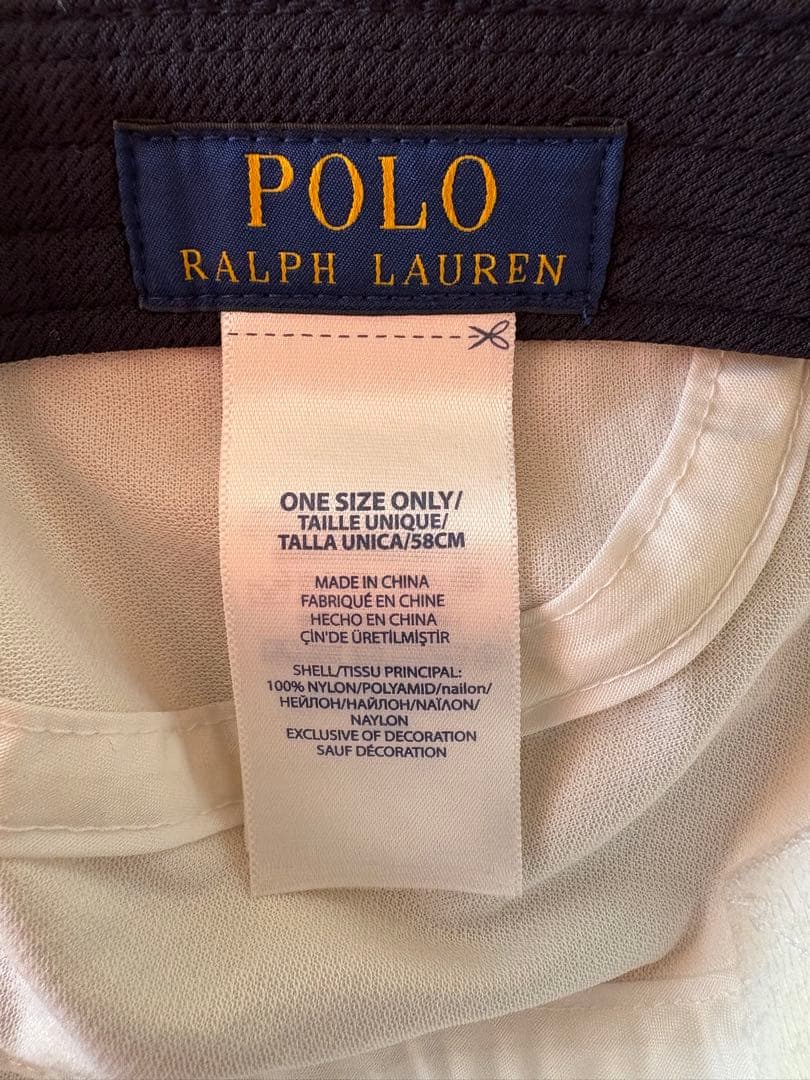 POLO
RALPH LAUREN
ONE SIZE ONLY/
TAILLE UNIQUE/
TALLA UNICA/58CM
MADE IN CHINA
FABRIQUÉ EN CHINE
HECHO EN CHINA
ÇİN'DE ÜRETİLMİŞTİR
SHELL/TISSU PRINCIPAL:
100% NYLON/POLYAMID/nailon/
НЕЙЛОН/НАЙЛОН/ΝΑΪΛΟΝ/
NAYLON
EXCLUSIVE OF DECORATION
SAUF DÉCORATION